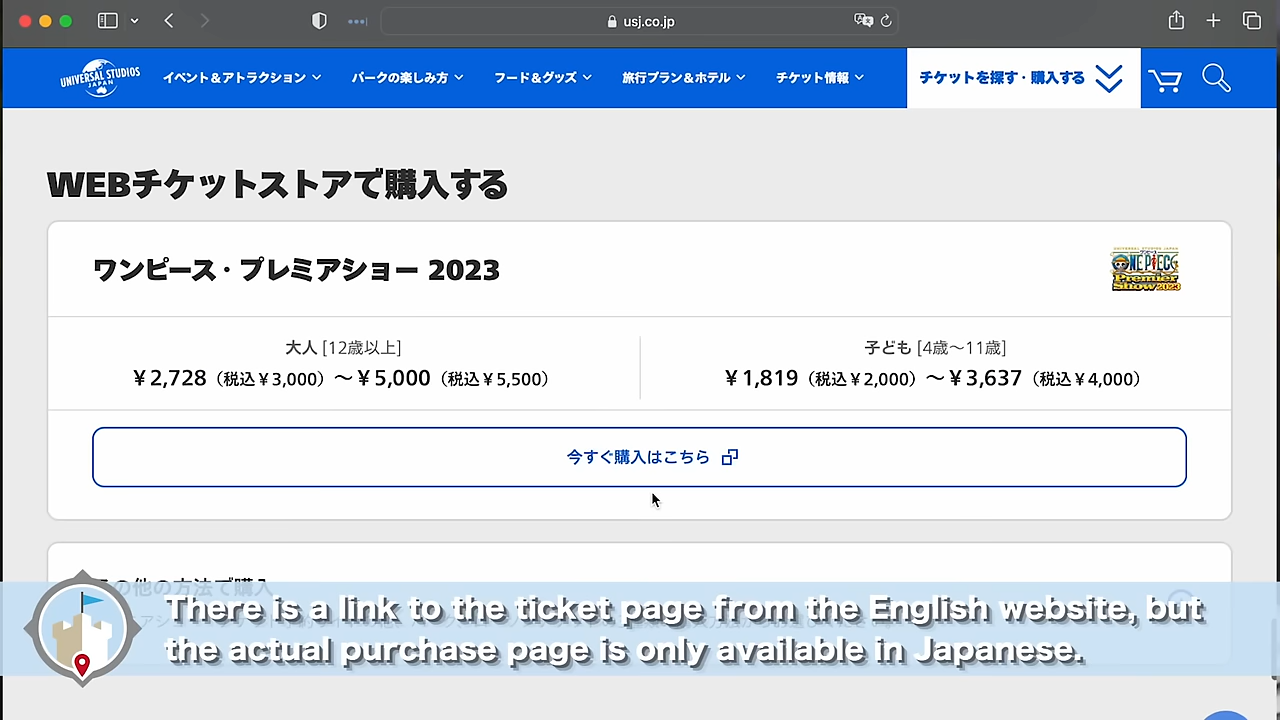 usj.co.jp
UNIVERSAL STUDIOS
JAPAN
イベント＆アトラクション
パークの楽しみ方
フード＆グッズ
旅行プラン＆ホテル
チケット情報
チケットを探す・購入する
WEBチケットストアで購入する
ワンピース・プレミアショー 2023
ONE PIECE
Premier
Show 2023
大人 [12歳以上]
子ども [4歳～11歳]
￥2,728（税込￥3,000）～￥5,000（税込￥5,500）
￥1,819（税込￥2,000）～￥3,637（税込￥4,000）
今すぐ購入はこちら
の他の方法で購入
There is a link to the ticket page from the English website, but
the actual purchase page is only available in Japanese.